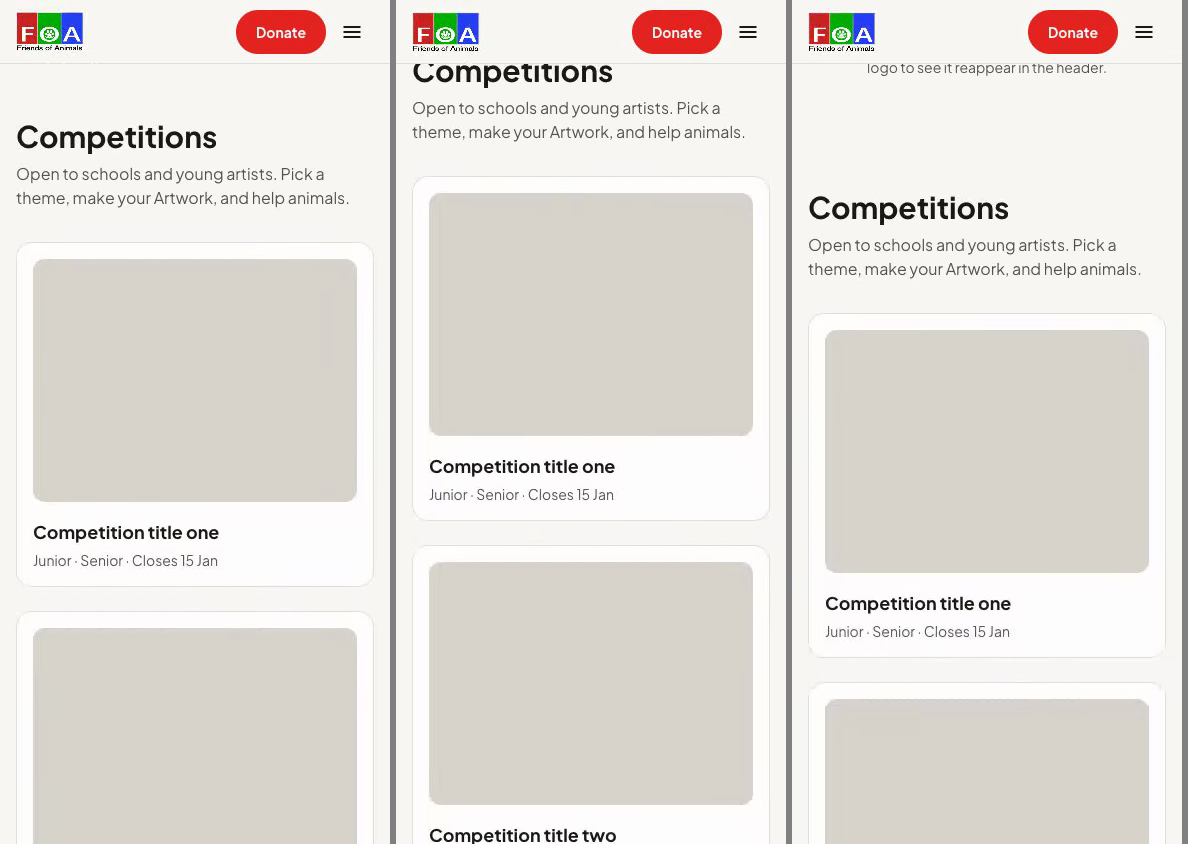 FOA
Friends of Animals
Donate
Competitions
Open to schools and young artists. Pick a
theme, make your Artwork, and help animals.
Competition title one
Junior · Senior · Closes 15 Jan
FOA
Friends of Animals
Donate
Competitions
Open to schools and young artists. Pick a
theme, make your Artwork, and help animals.
Competition title one
Junior · Senior · Closes 15 Jan
Competition title two
FOA
Friends of Animals
Donate
logo to see it reappear in the header.
Competitions
Open to schools and young artists. Pick a
theme, make your Artwork, and help animals.
Competition title one
Junior · Senior · Closes 15 Jan